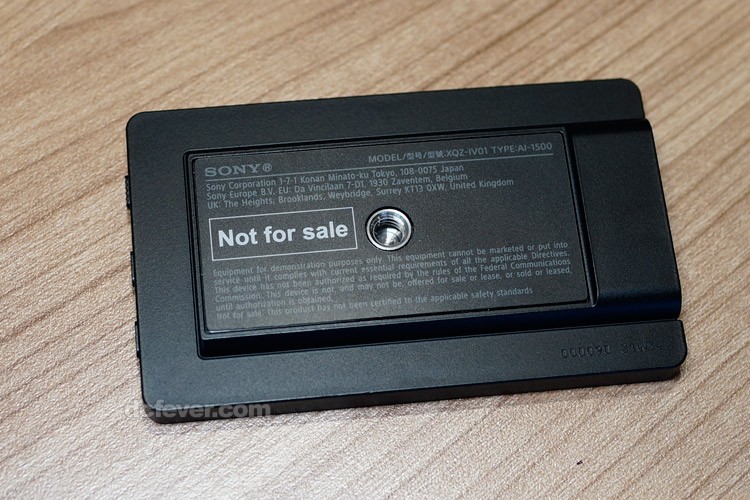 SONY®
MODEL/型号/型號:XQZ-IV01 TYPE:AI-1500
Sony Corporation 1-7-1 Konan Minato-ku Tokyo, 108-0075 Japan
Sony Europe B.V. EU: Da Vincilaan 7-D1, 1930 Zaventem, Belgium
UK: The Heights, Brooklands, Weybridge, Surrey KT13 0XW, United Kingdom
Not for sale
Equipment for demonstration purposes only. This equipment cannot be marketed or put into
service until it complies with current essential requirements of all the applicable Directives.
This device has not been authorized as required by the rules of the Federal Communications
Commission. This device is not, and may not be, offered for sale or lease, or sold or leased,
until authorization is obtained.
Not for sale: This product has not been certified to the applicable safety standards
dcfever.com